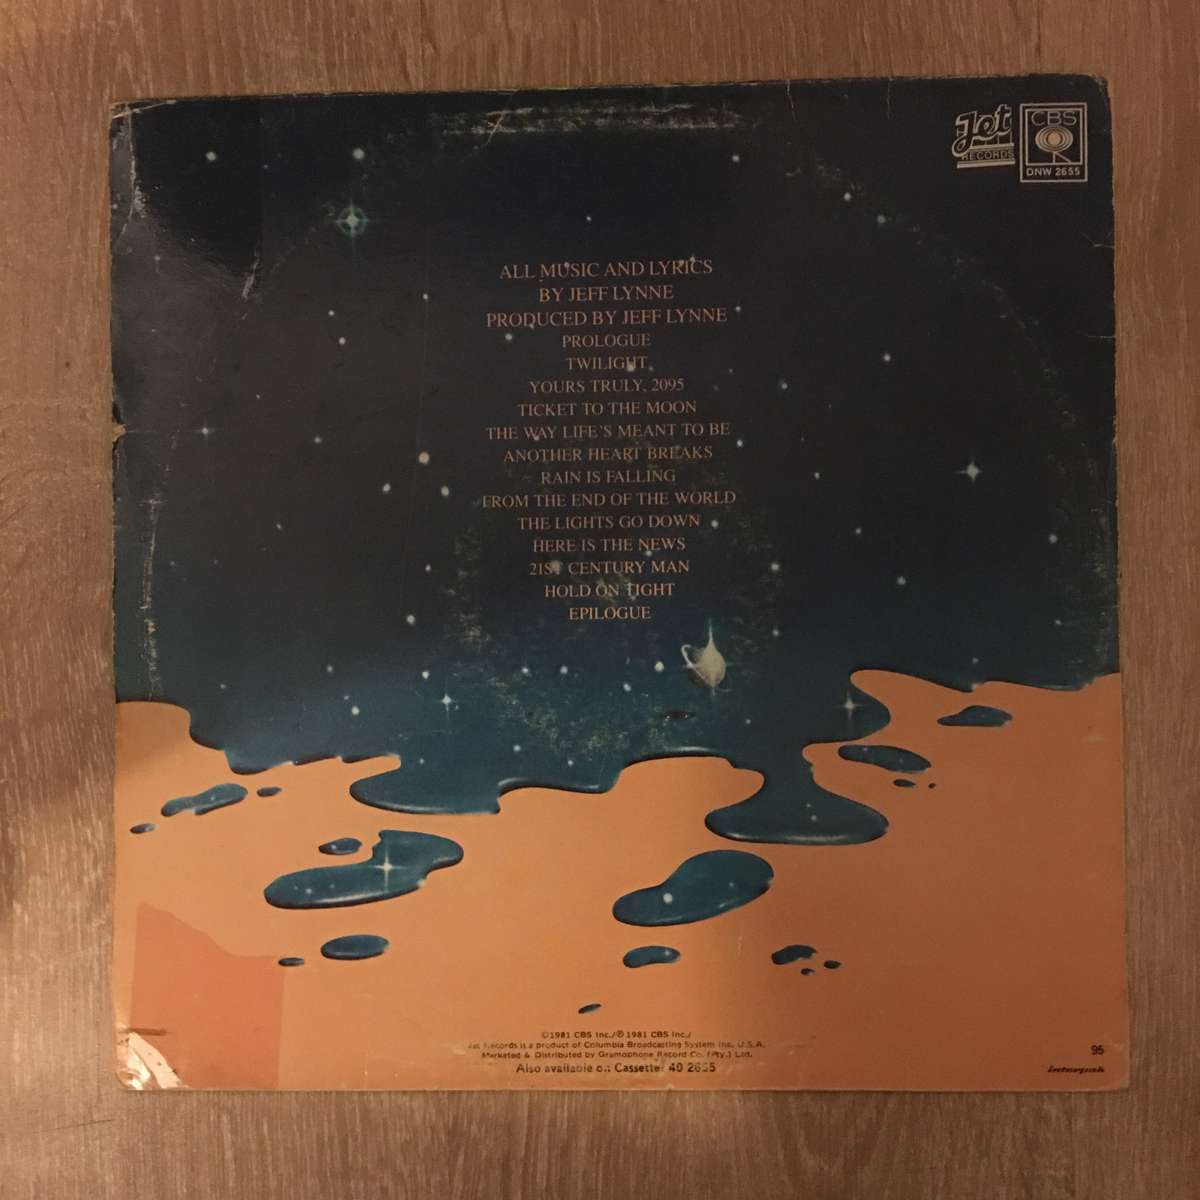 Jet
RECORDS
CBS
DNW 2655
ALL MUSIC AND LYRICS
BY JEFF LYNNE
PRODUCED BY JEFF LYNNE
PROLOGUE
TWILIGHT
YOURS TRULY, 2095
TICKET TO THE MOON
THE WAY LIFE'S MEANT TO BE
ANOTHER HEART BREAKS
RAIN IS FALLING
FROM THE END OF THE WORLD
THE LIGHTS GO DOWN
HERE IS THE NEWS
21ST CENTURY MAN
HOLD ON TIGHT
EPILOGUE
©1981 CBS Inc./℗ 1981 CBS Inc./
Jet Records is a product of Columbia Broadcasting System Inc. U.S.A.
Marketed & Distributed by Gramophone Record Co. (Pty.) Ltd.
Also available on Cassette: 40 2655
95